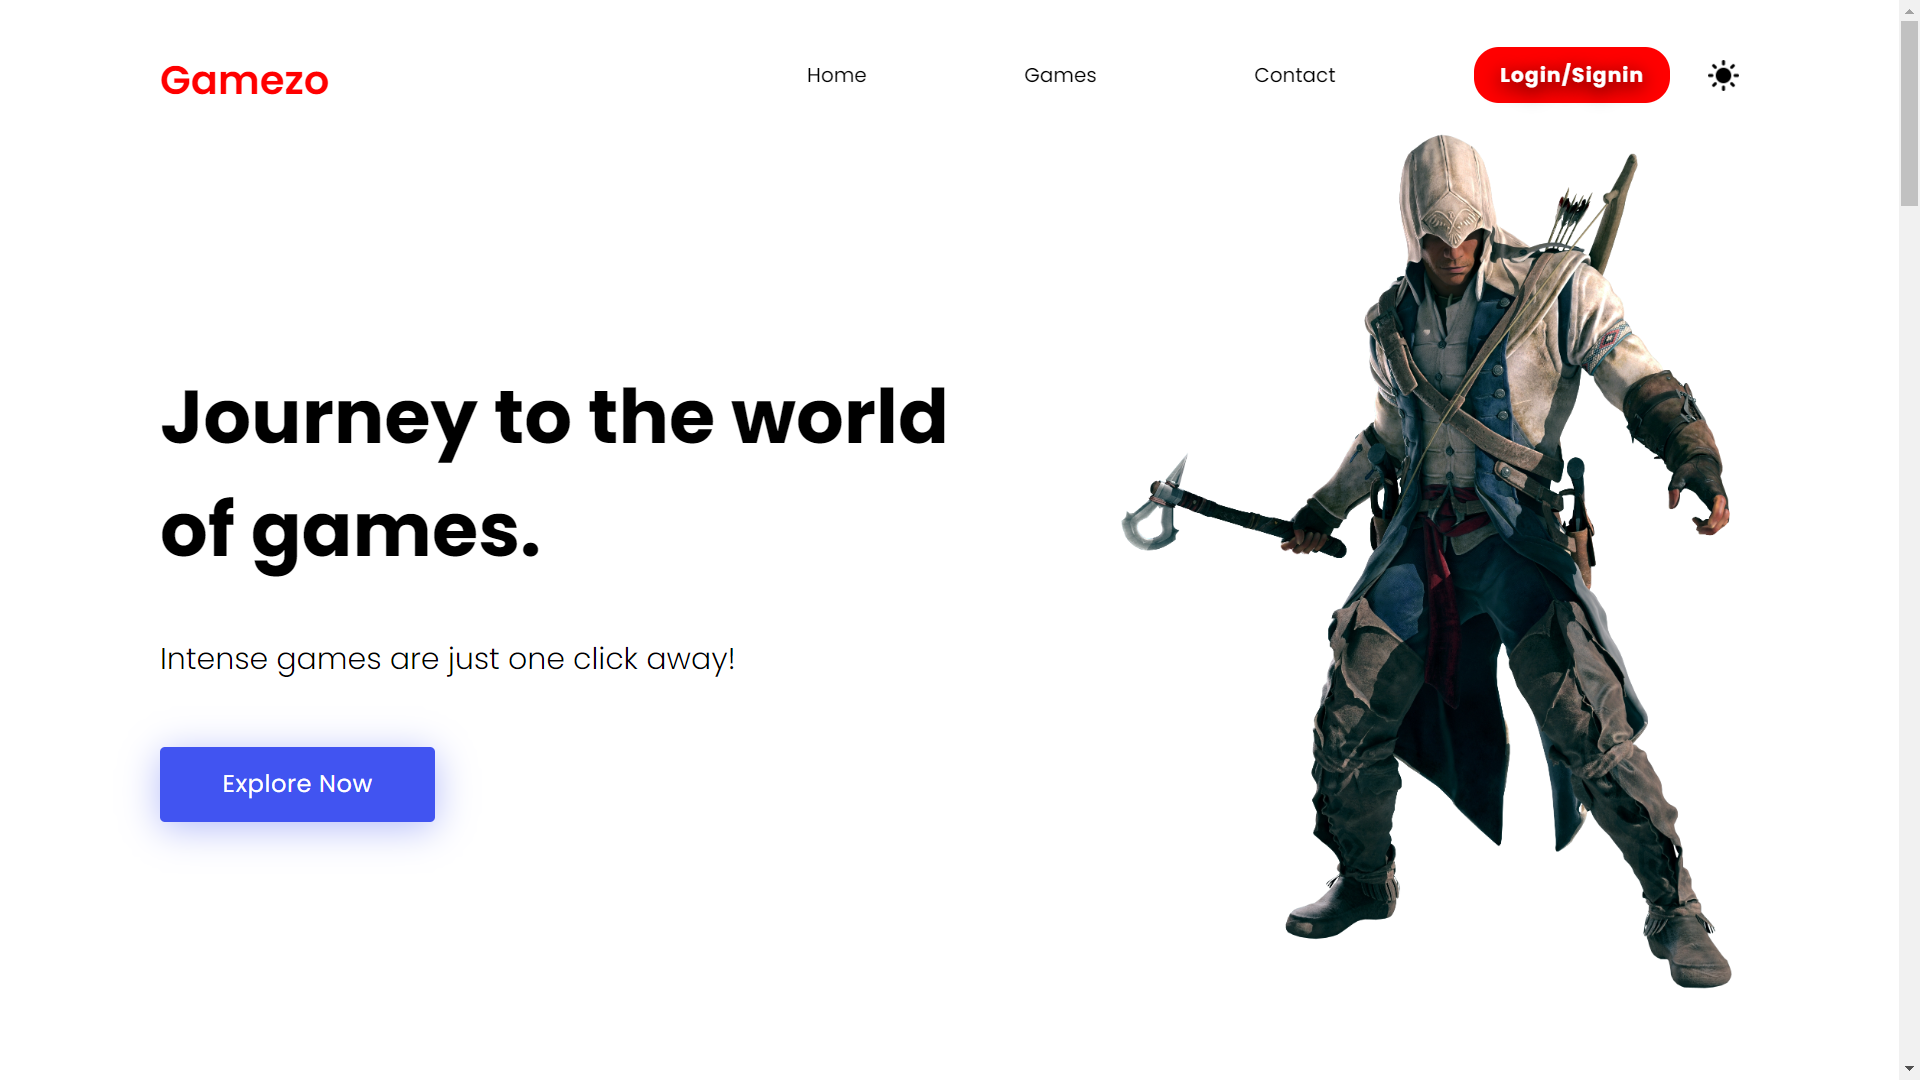 Gamezo
Home
Games
Contact
Login/Signin
Journey to the world
of games.
Intense games are just one click away!
Explore Now